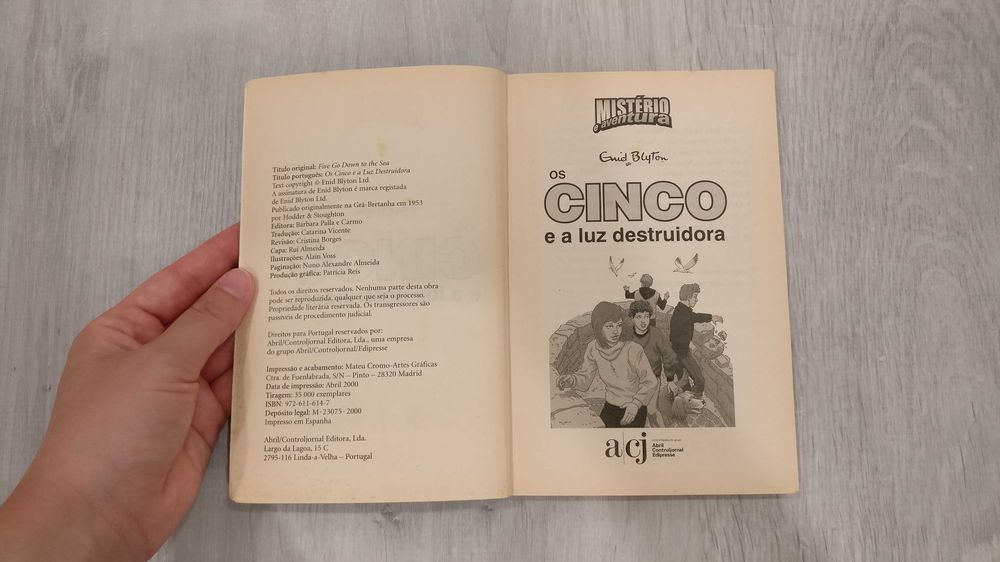 Título original: Five Go Down to the Sea
Título português: Os Cinco e a Luz Destruidora
Text copyright © Enid Blyton Ltd.
A assinatura de Enid Blyton é marca registada
de Enid Blyton Ltd.
Publicado originalmente na Grã-Bertanha em 1953
por Hodder & Stoughton
Editora: Bárbara Palla e Carmo
Tradução: Catarina Vicente
Revisão: Cristina Borges
Capa: Rui Almeida
Ilustrações: Alain Voss
Paginação: Nuno Alexandre Almeida
Produção gráfica: Patrícia Reis
Todos os direitos reservados. Nenhuma parte desta obra
pode ser reproduzida, qualquer que seja o processo.
Propriedade literária reservada. Os transgressores são
passíveis de procedimento judicial.
Direitos para Portugal reservados por:
Abril/Controljornal Editora, Lda., uma empresa
do grupo Abril/Controljornal/Edipresse
Impressão e acabamento: Mateu Cromo-Artes Gráficas
Ctra. de Fuenlabrada, S/N – Pinto – 28320 Madrid
Data de impressão: Abril 2000
Tiragem: 35 000 exemplares
ISBN: 972-611-614-7
Depósito legal: M-23075-2000
Impresso em Espanha
Abril/Controljornal Editora, Lda.
Largo da Lagoa, 15 C
2795-116 Linda-a-Velha – Portugal
MISTÉRIO
e aventura
Enid Blyton
OS
CINCO
e a luz destruidora
a|cj
Abril
Controljornal
Edipresse